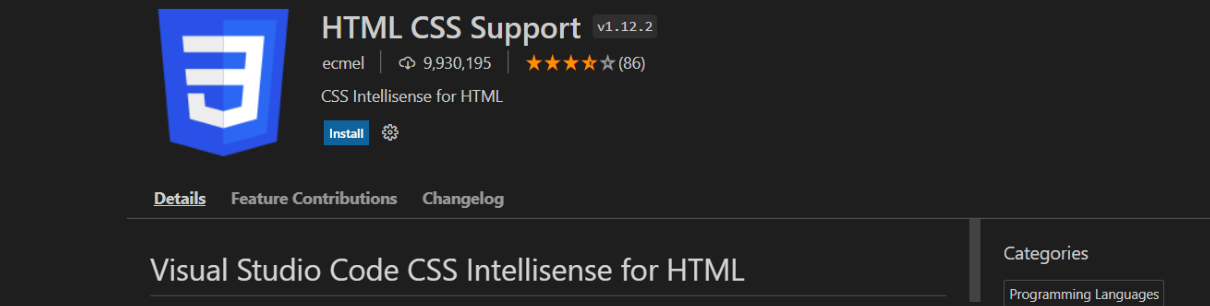 HTML CSS Support v1.12.2
ecmel 9,930,195 (86)
CSS Intellisense for HTML
Install
Details Feature Contributions Changelog
Visual Studio Code CSS Intellisense for HTML
Categories
Programming Languages